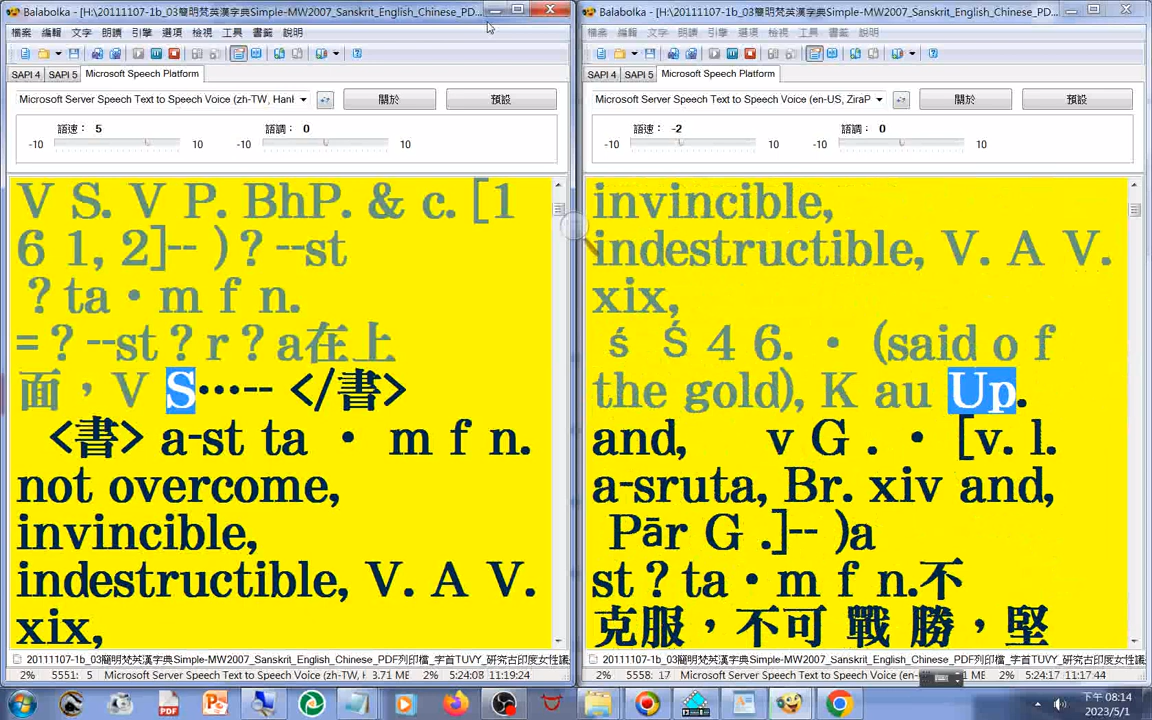 Balabolka - [H:\20111107-1b_03簡明梵英漢字典Simple-MW2007_Sanskrit_English_Chinese_PD...
檔案 編輯 文字 朗讀 引擎 選項 檢視 工具 書籤 說明
SAPI 4 SAPI 5 Microsoft Speech Platform
Microsoft Server Speech Text to Speech Voice (zh-TW, Hanl 關於 預設
語速： 5 語調： 0
-10 10 -10 10
V S. V P. BhP. & c. [1
6 1, 2]-- )？--st
？ta・m f n.
=？--st？r？a在上
面，V S…-- </書>
<書> a-st ta ・ m f n.
not overcome,
invincible,
indestructible, V. A V.
xix,
20111107-1b_03簡明梵英漢字典Simple-MW2007_Sanskrit_English_Chinese_PDF列印檔_字首TUVY_研究古印度女性議
2% 5551: 5 Microsoft Server Speech Text to Speech Voice (zh-TW, H 3.71 MB 2% 5:24:08 11:19:24
Balabolka - [H:\20111107-1b_03簡明梵英漢字典Simple-MW2007_Sanskrit_English_Chinese_PD...
檔案 編輯 文字 朗讀 引擎 選項 檢視 工具 書籤 說明
SAPI 4 SAPI 5 Microsoft Speech Platform
Microsoft Server Speech Text to Speech Voice (en-US, ZiraP 關於 預設
語速： -2 語調： 0
-10 10 -10 10
invincible,
indestructible, V. A V.
xix,
ś Ś 4 6. ・ (said o f
the gold), K au Up.
and, v G . ・ [v. l.
a-sruta, Br. xiv and,
Pār G .]-- )a
st？ta・m f n.不
克服，不可 戰 勝，堅
20111107-1b_03簡明梵英漢字典Simple-MW2007_Sanskrit_English_Chinese_PDF列印檔_字首TUVY_研究古印度女性議
2% 5558: 17 Microsoft Server Speech Text to Speech Voice (en- MB 2% 5:24:17 11:17:44
下午 08:14
2023/5/1